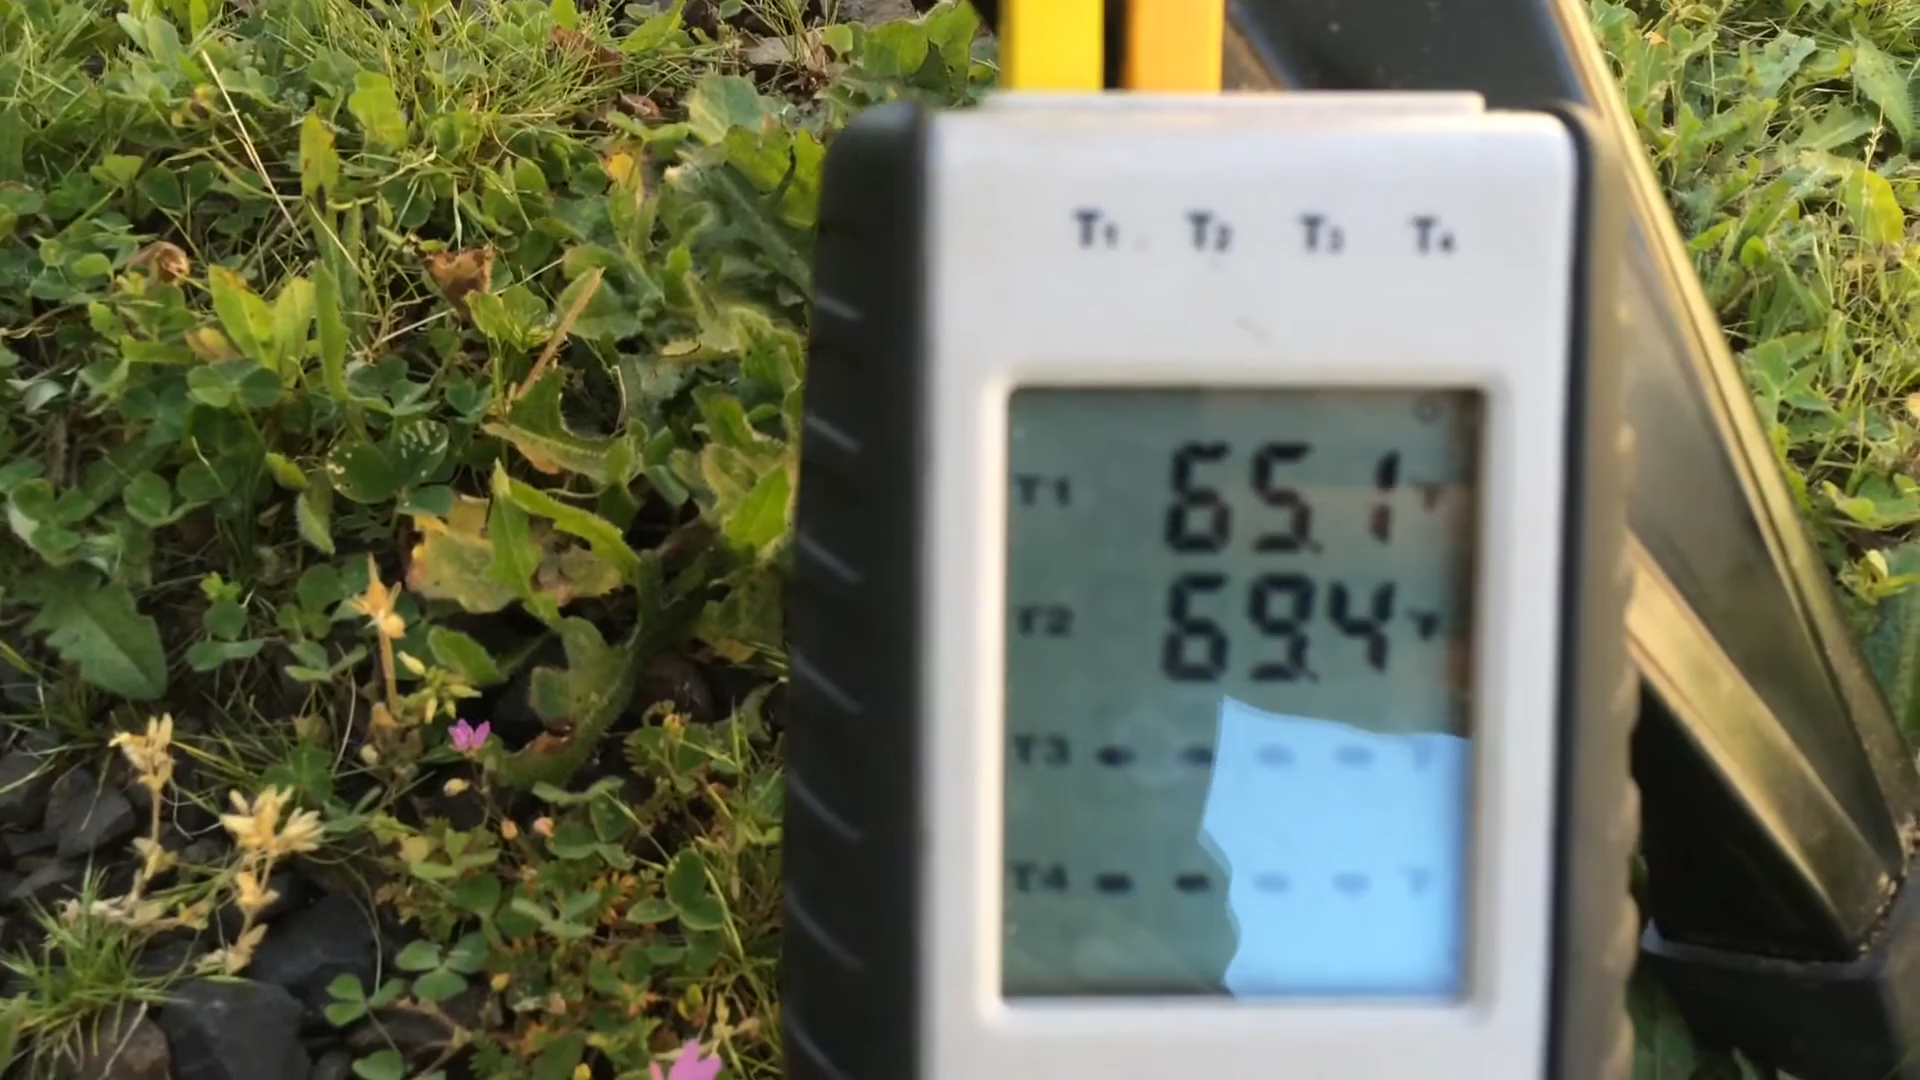 T1 T2 T3 T4
T1 65.1 F
T2 69.4 F
T3 - - - - F
T4 - - - - F